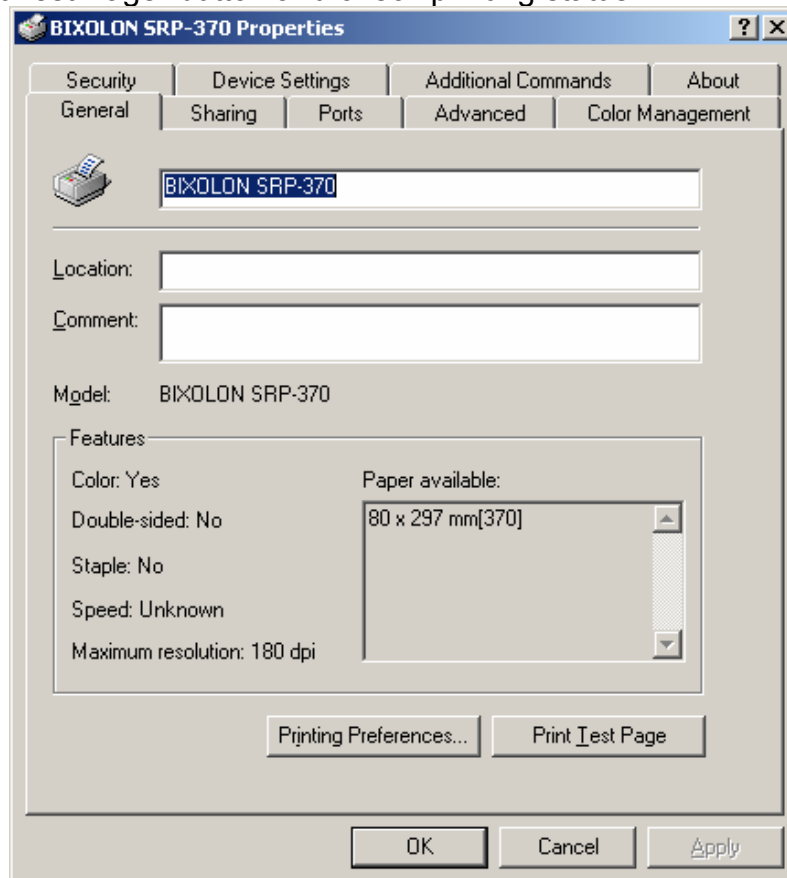 BIXOLON SRP-370 Properties
Security Device Settings Additional Commands About
General Sharing Ports Advanced Color Management
BIXOLON SRP-370
Location:
Comment:
Model: BIXOLON SRP-370
Features
Color: Yes Paper available:
Double-sided: No 80 x 297 mm[370]
Staple: No
Speed: Unknown
Maximum resolution: 180 dpi
Printing Preferences... Print Test Page
OK Cancel Apply